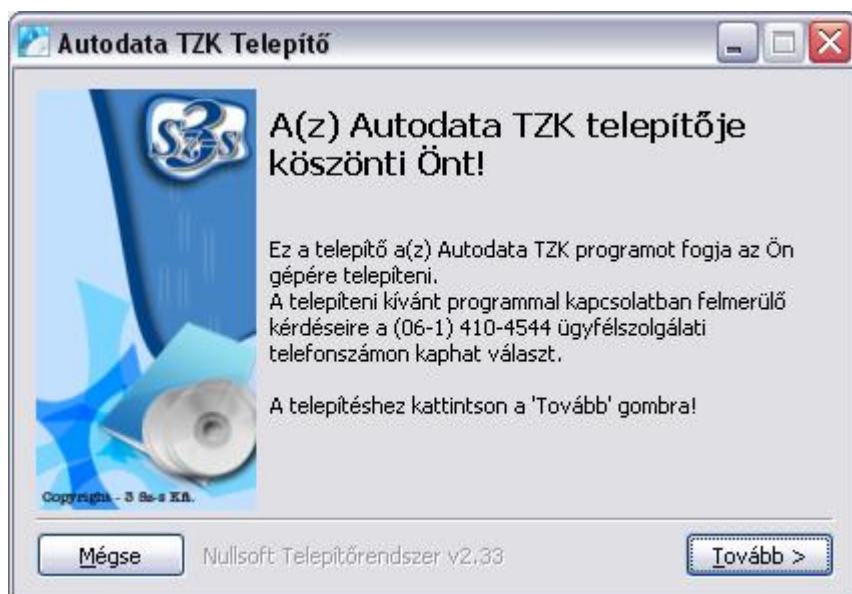 Autodata TZK Telepítő
3
Sz-s
A(z) Autodata TZK telepítője
köszönti Önt!
Ez a telepítő a(z) Autodata TZK programot fogja az Ön
gépére telepíteni.
A telepíteni kívánt programmal kapcsolatban felmerülő
kérdéseire a (06-1) 410-4544 ügyfélszolgálati
telefonszámon kaphat választ.
A telepítéshez kattintson a 'Tovább' gombra!
Copyright - 3 Sz-s Kft.
Mégse
Nullsoft Telepítőrendszer v2.33
Tovább >